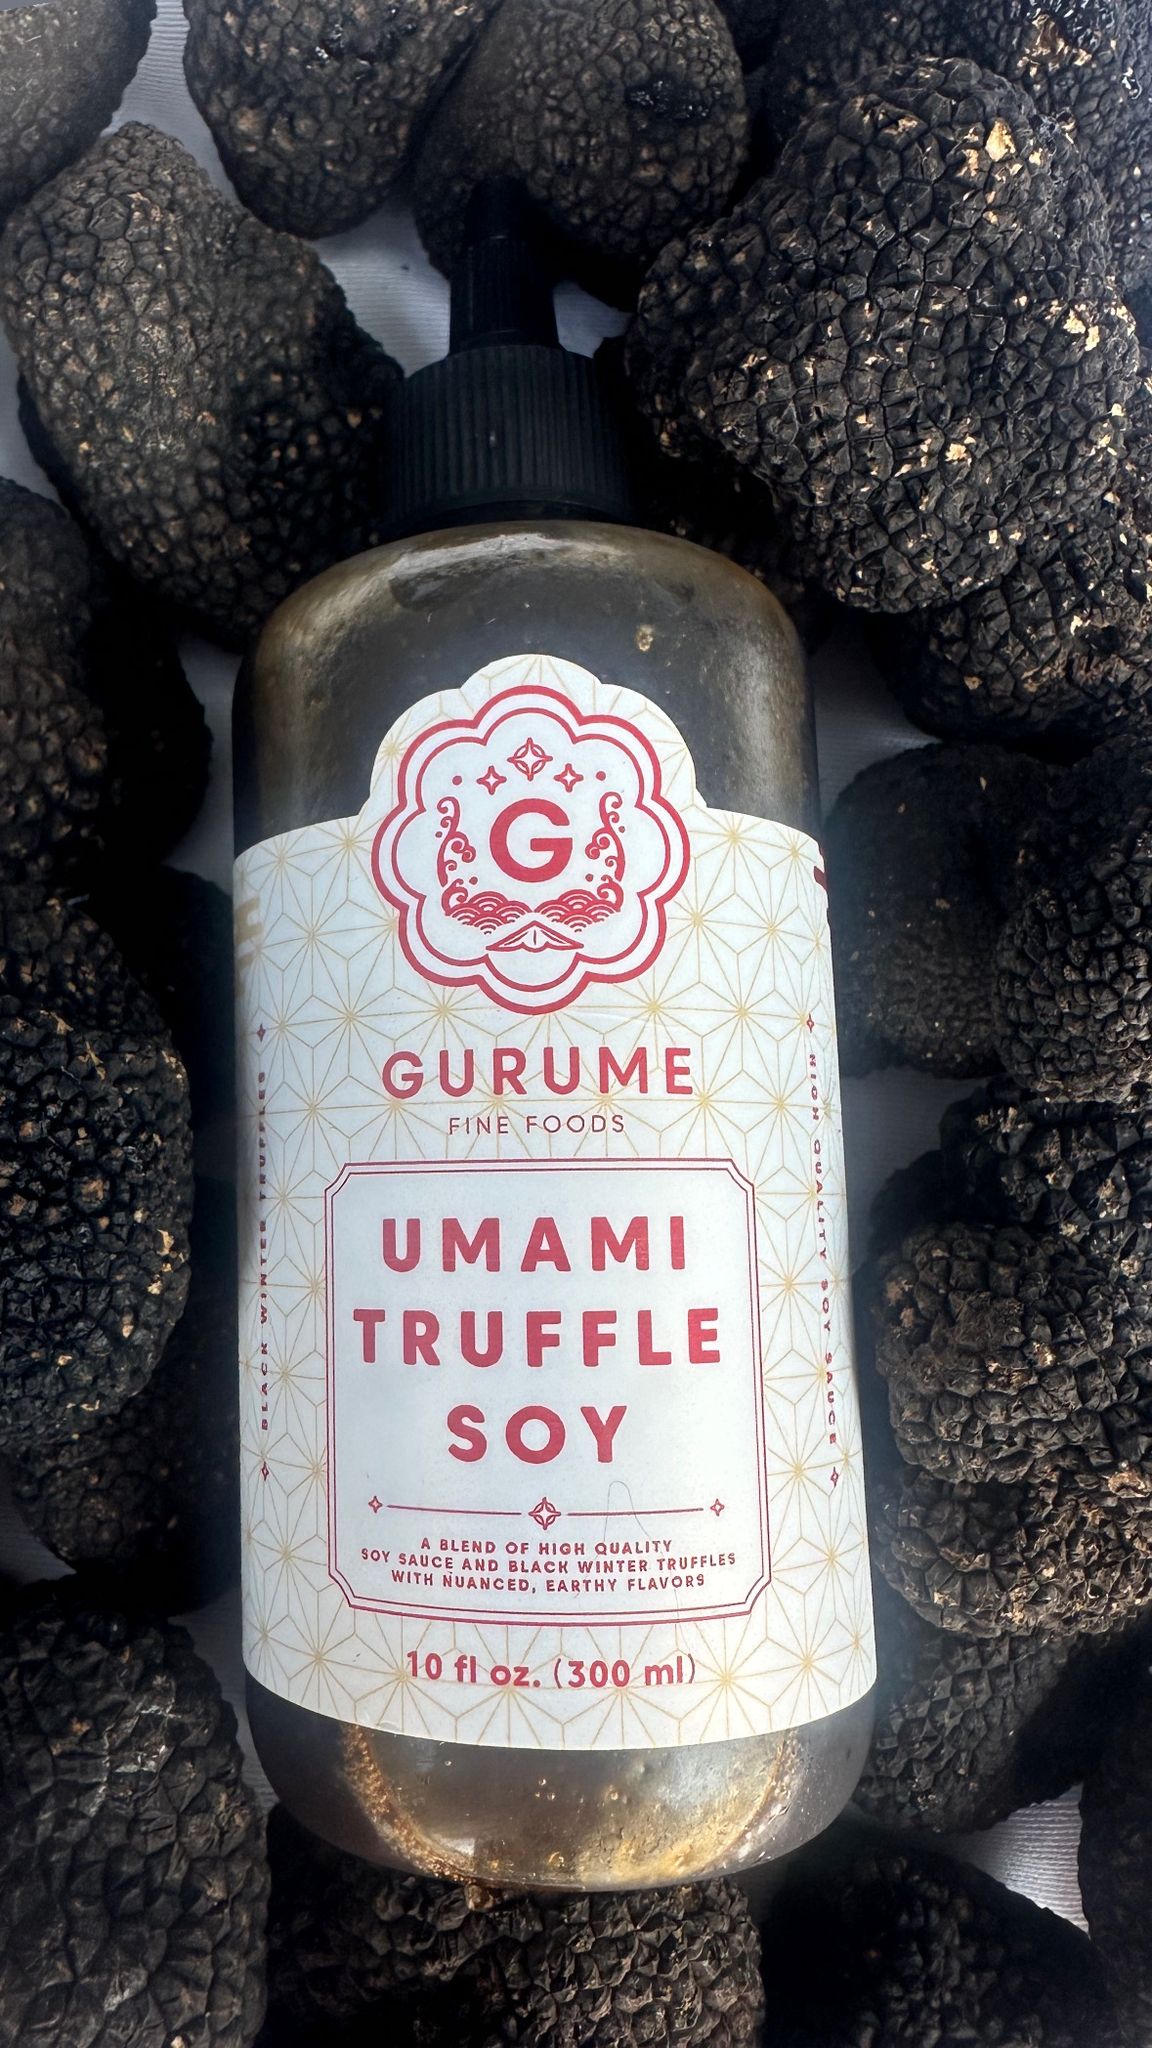 G
GURUME
FINE FOODS
UMAMI
TRUFFLE
SOY
A BLEND OF HIGH QUALITY
SOY SAUCE AND BLACK WINTER TRUFFLES
WITH NUANCED, EARTHY FLAVORS
10 fl oz. (300 ml)
BLACK WINTER TRUFFLES
HIGH QUALITY SOY SAUCE